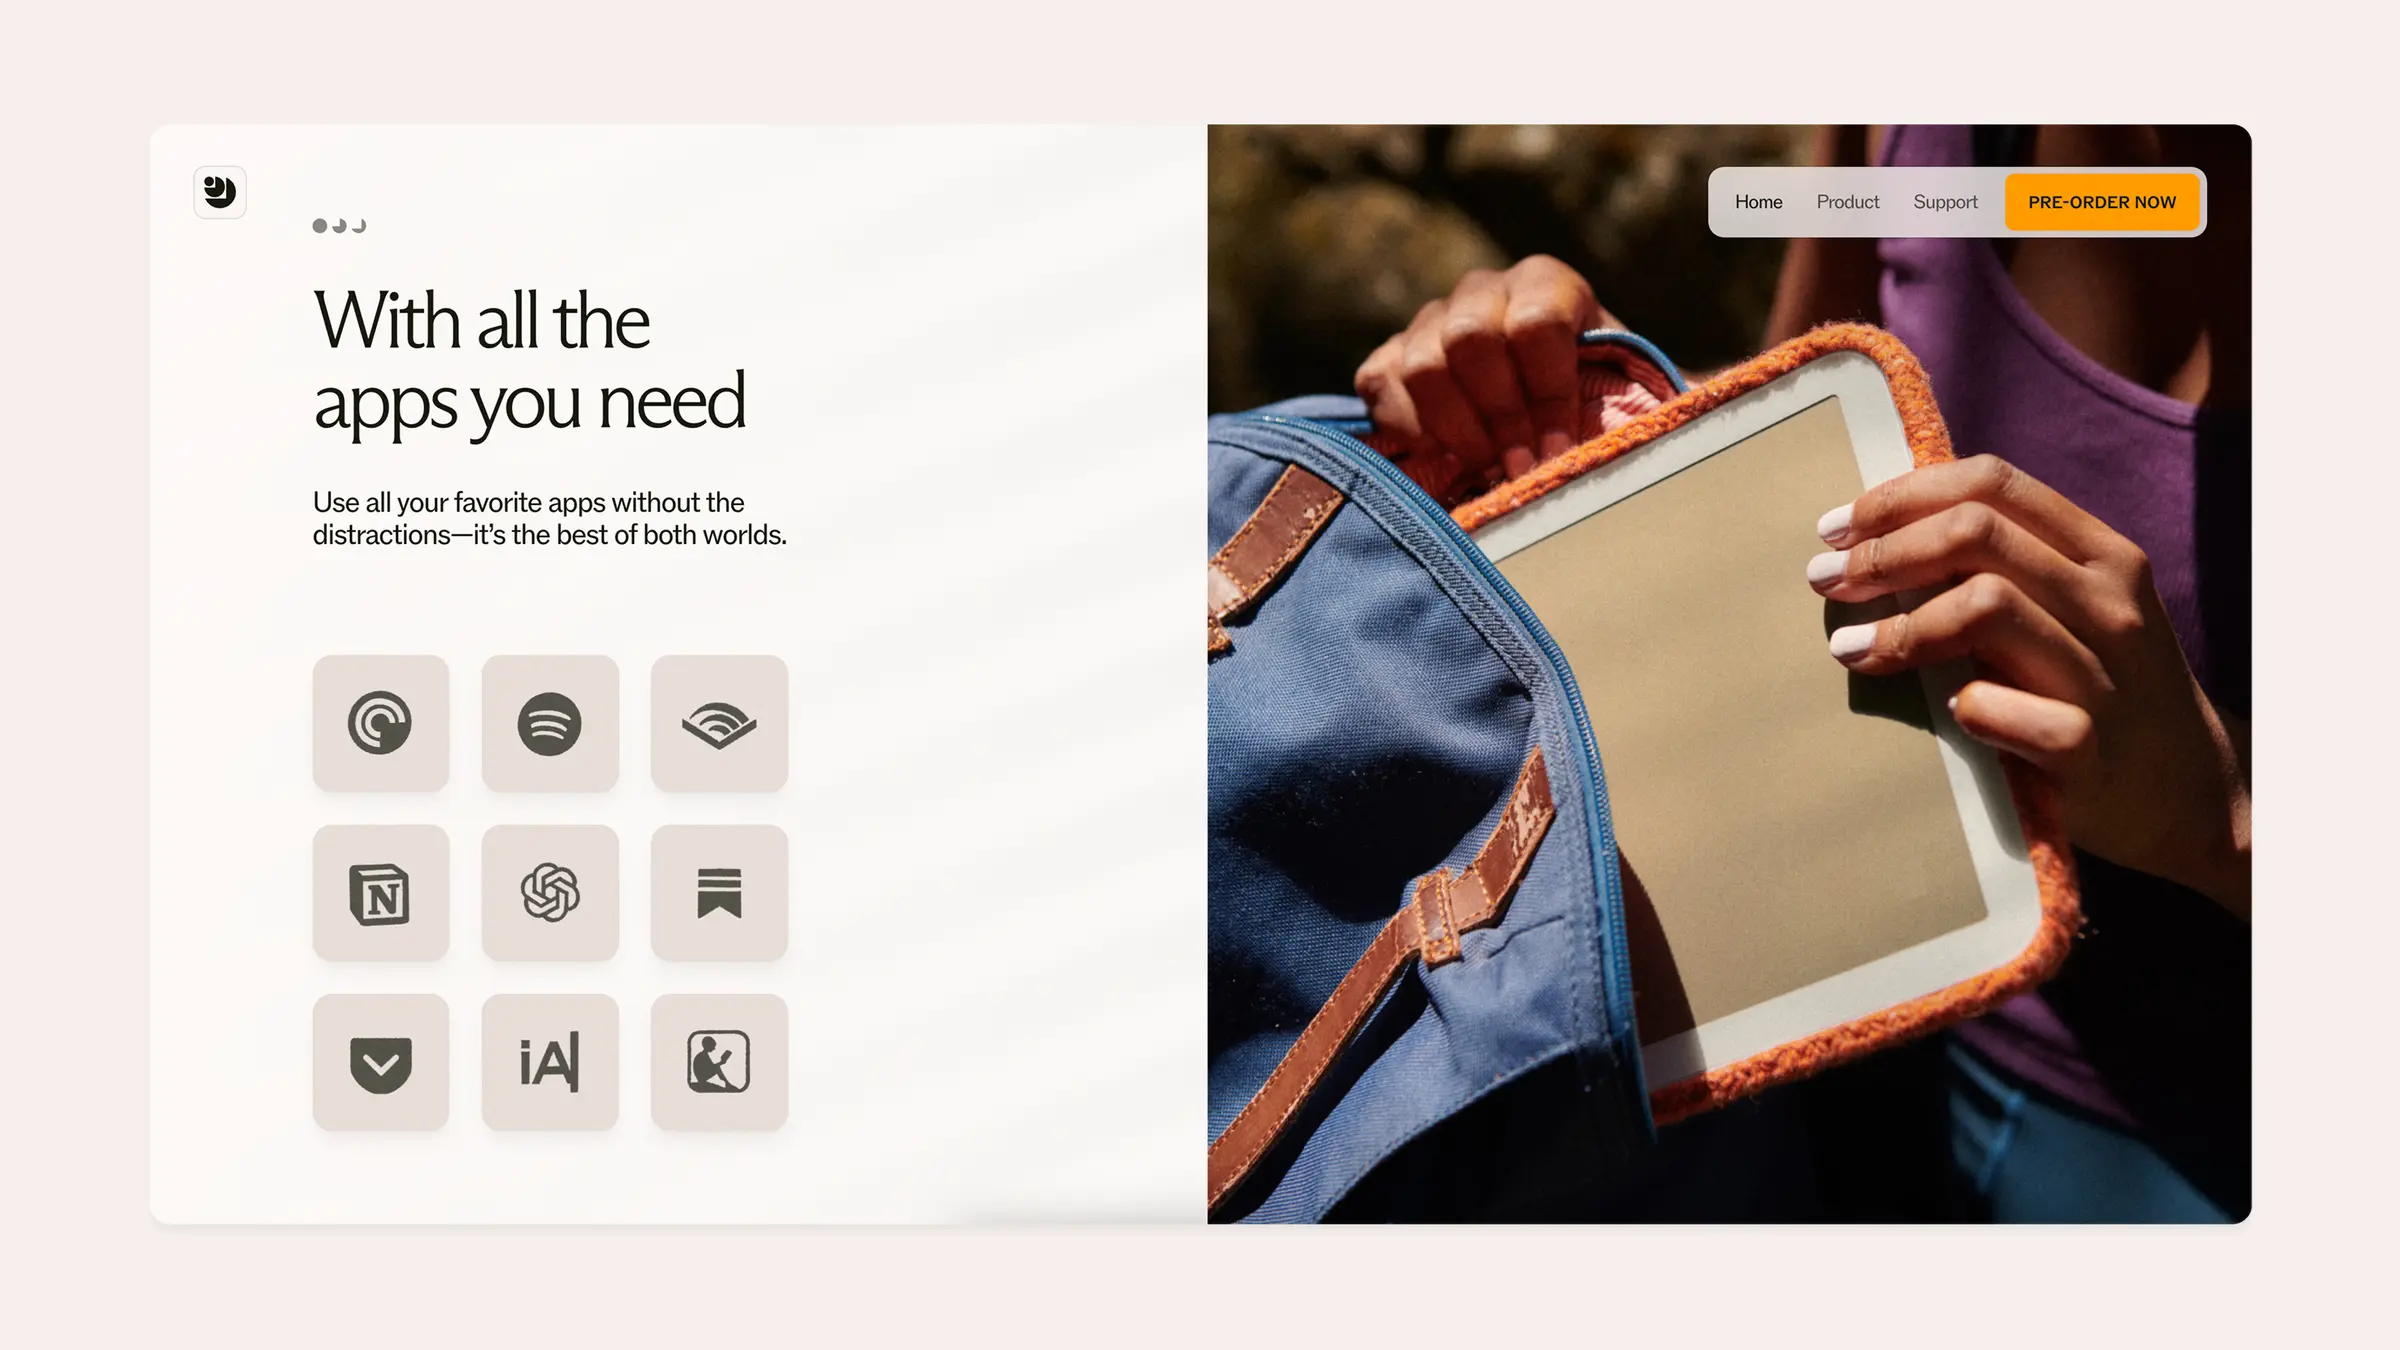 Home
Product
Support
PRE-ORDER NOW
With all the
apps you need
Use all your favorite apps without the
distractions—it's the best of both worlds.
N
iA